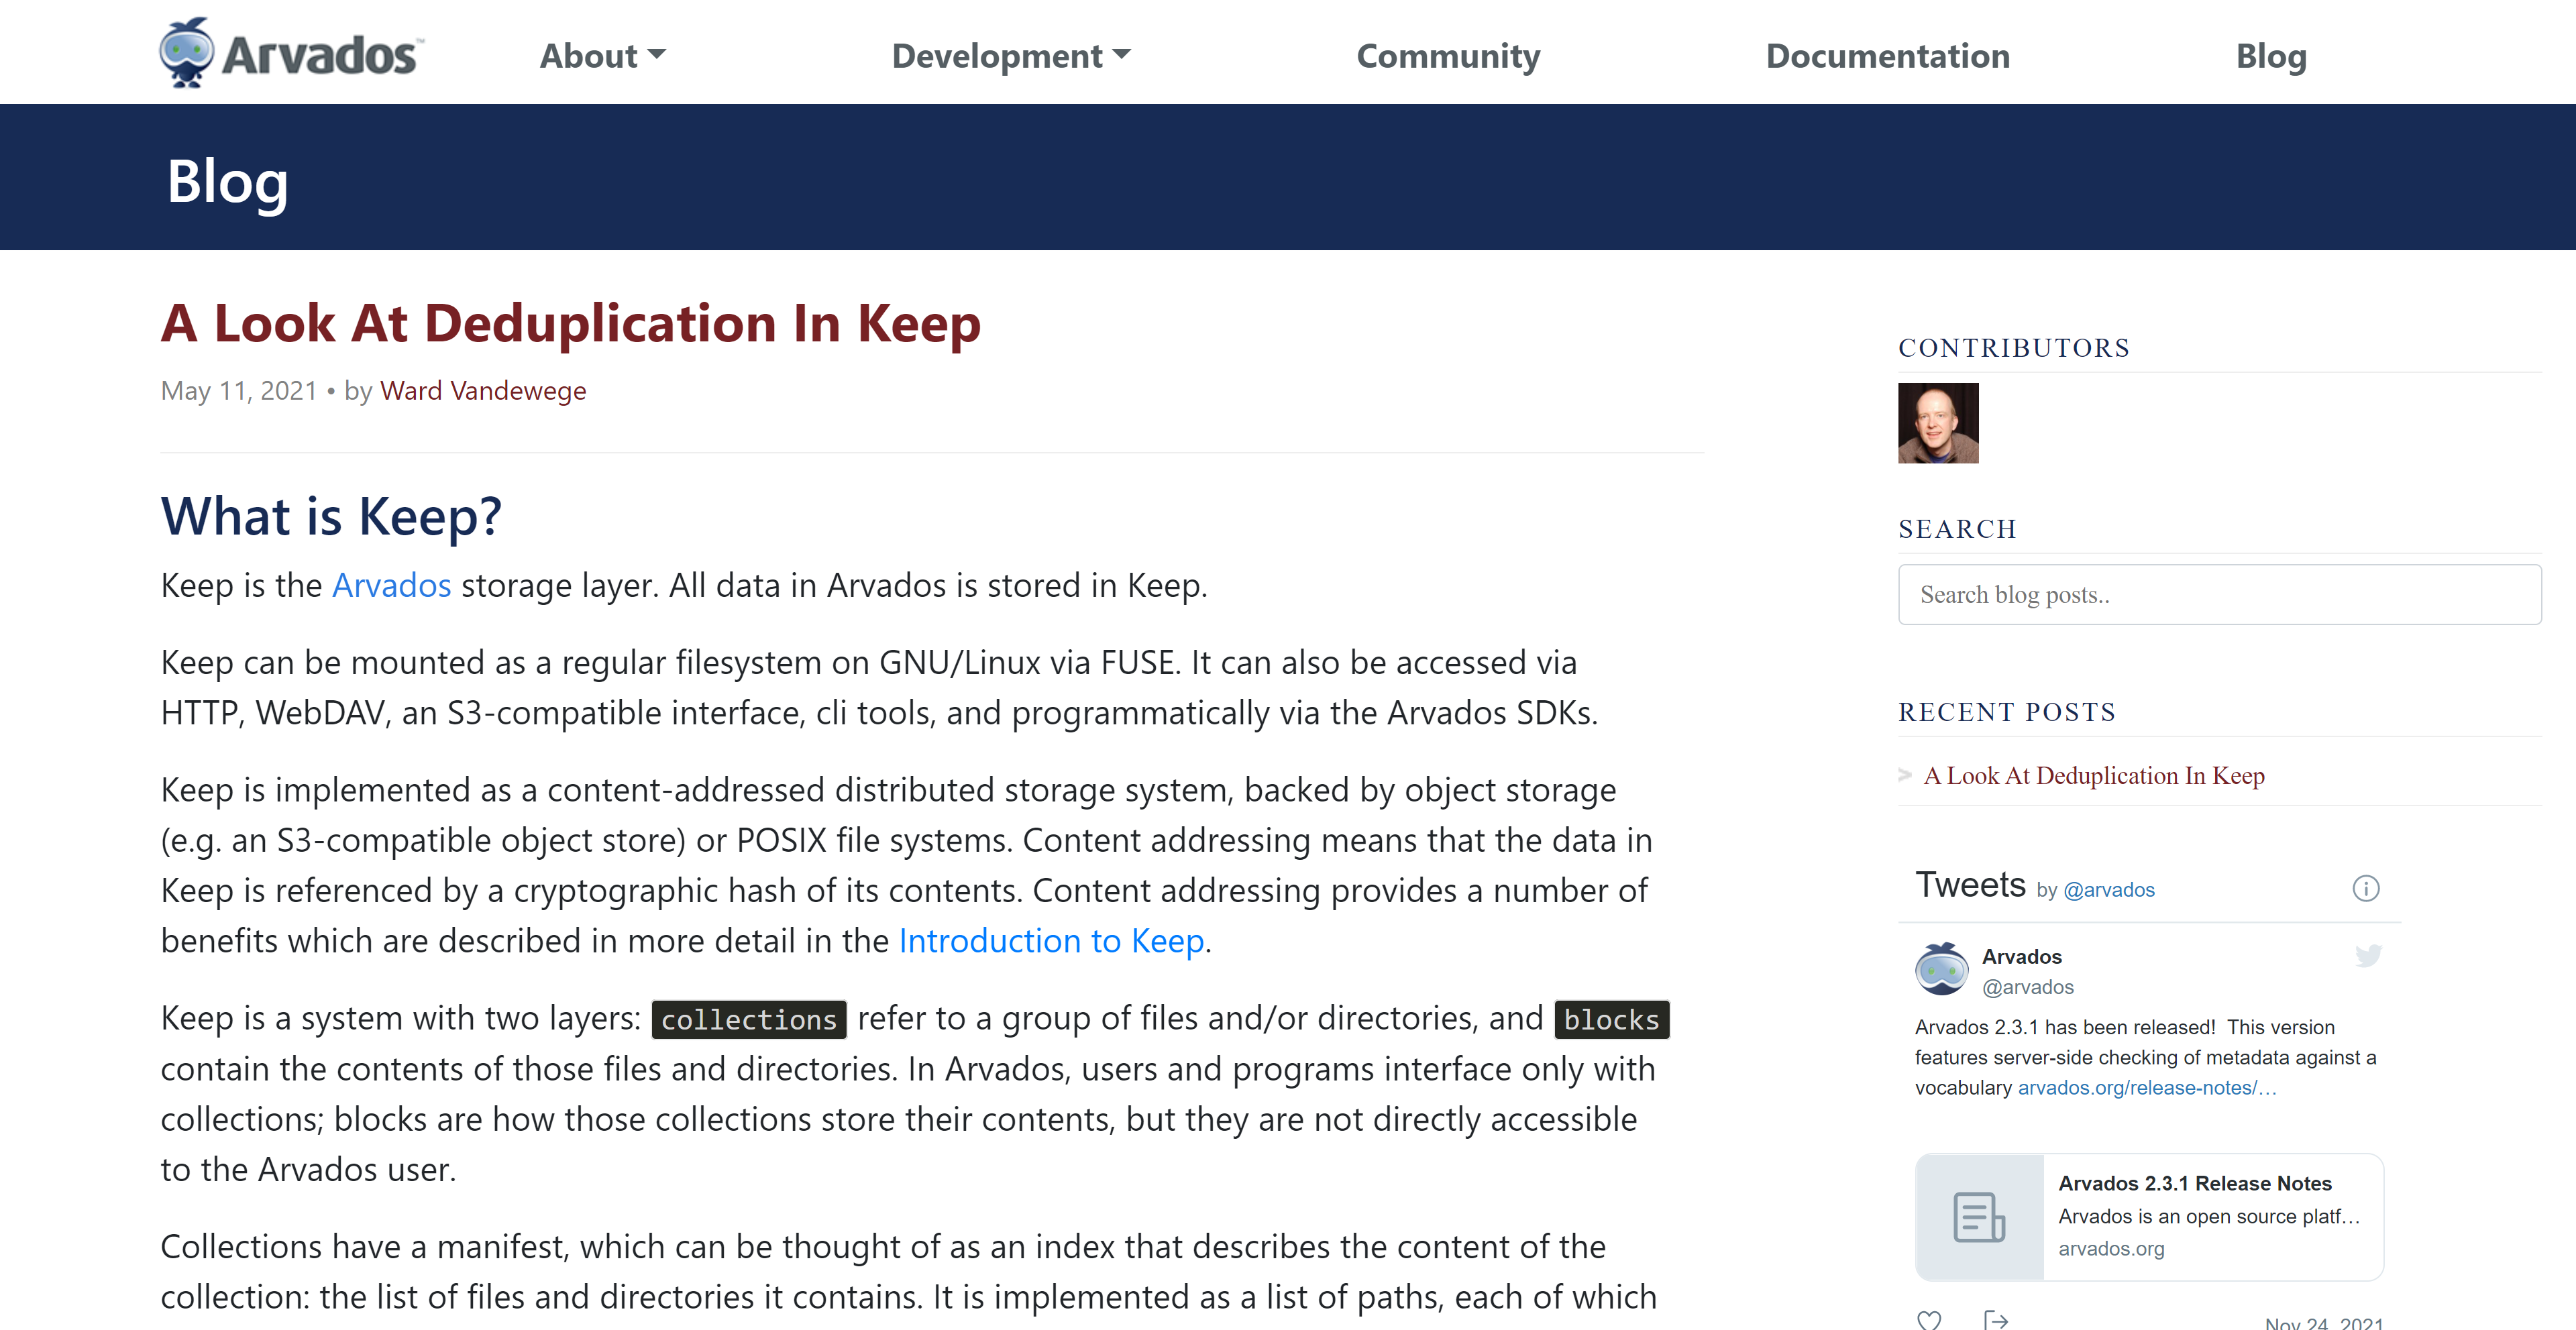 Arvados™
About
Development
Community
Documentation
Blog
Blog
A Look At Deduplication In Keep
May 11, 2021 • by Ward Vandewege
What is Keep?
Keep is the Arvados storage layer. All data in Arvados is stored in Keep.
Keep can be mounted as a regular filesystem on GNU/Linux via FUSE. It can also be accessed via
HTTP, WebDAV, an S3-compatible interface, cli tools, and programmatically via the Arvados SDKs.
Keep is implemented as a content-addressed distributed storage system, backed by object storage
(e.g. an S3-compatible object store) or POSIX file systems. Content addressing means that the data in
Keep is referenced by a cryptographic hash of its contents. Content addressing provides a number of
benefits which are described in more detail in the Introduction to Keep.
Keep is a system with two layers: collections refer to a group of files and/or directories, and blocks
contain the contents of those files and directories. In Arvados, users and programs interface only with
collections; blocks are how those collections store their contents, but they are not directly accessible
to the Arvados user.
Collections have a manifest, which can be thought of as an index that describes the content of the
collection: the list of files and directories it contains. It is implemented as a list of paths, each of which
CONTRIBUTORS
SEARCH
Search blog posts..
RECENT POSTS
> A Look At Deduplication In Keep
Tweets by @arvados
Arvados
@arvados
Arvados 2.3.1 has been released! This version
features server-side checking of metadata against a
vocabulary arvados.org/release-notes/…
Arvados 2.3.1 Release Notes
Arvados is an open source platf…
arvados.org
Nov 24, 2021